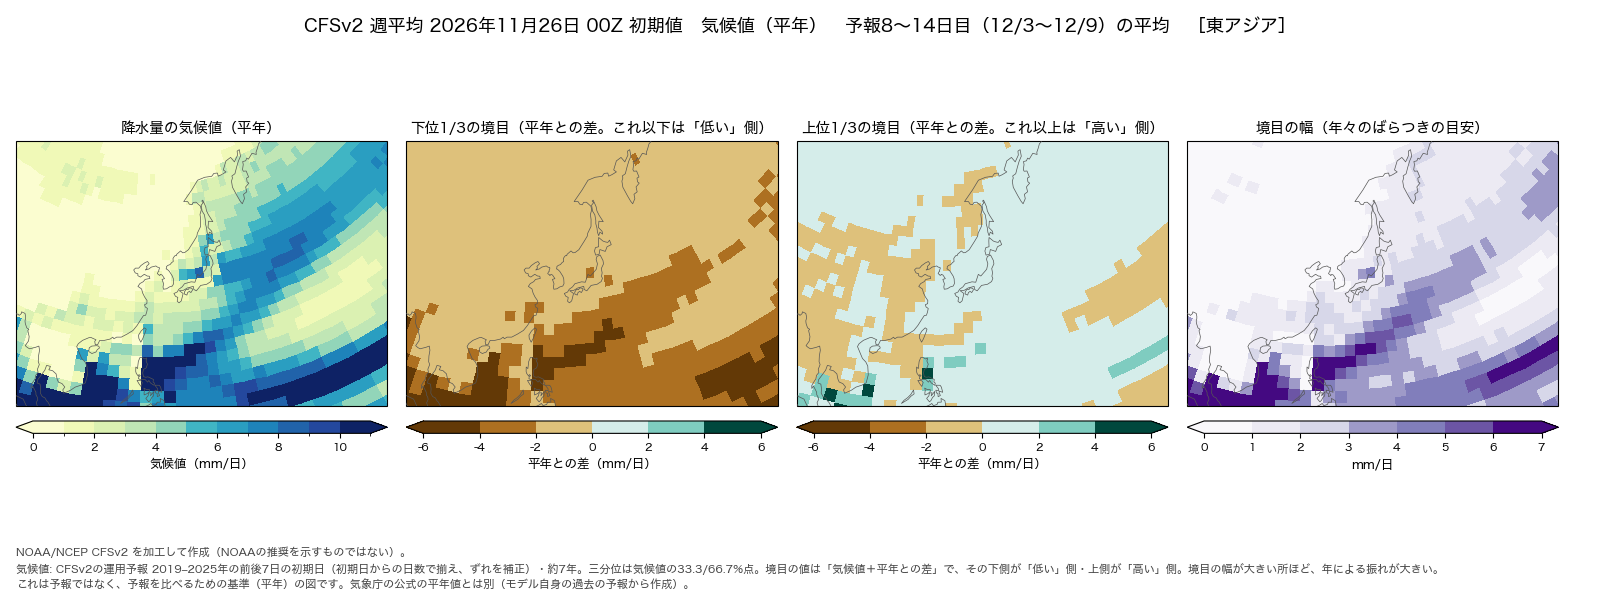 CFSv2 週平均 2026年11月26日 00Z 初期値　気候値（平年）　予報8～14日目（12/3～12/9）の平均　［東アジア］
降水量の気候値（平年）
下位1/3の境目（平年との差。これ以下は「低い」側）
上位1/3の境目（平年との差。これ以上は「高い」側）
境目の幅（年々のばらつきの目安）
0 2 4 6 8 10
-6 -4 -2 0 2 4 6
-6 -4 -2 0 2 4 6
0 1 2 3 4 5 6 7
気候値（mm/日）
平年との差（mm/日）
平年との差（mm/日）
mm/日
NOAA/NCEP CFSv2 を加工して作成（NOAAの推奨を示すものではない）。
気候値: CFSv2の運用予報 2019–2025年の前後7日の初期日（初期日からの日数で揃え、ずれを補正）・約7年。三分位は気候値の33.3/66.7%点。境目の値は「気候値＋平年との差」で、その下側が「低い」側・上側が「高い」側。境目の幅が大きい所ほど、年による振れが大きい。
これは予報ではなく、予報を比べるための基準（平年）の図です。気象庁の公式の平年値とは別（モデル自身の過去の予報から作成）。